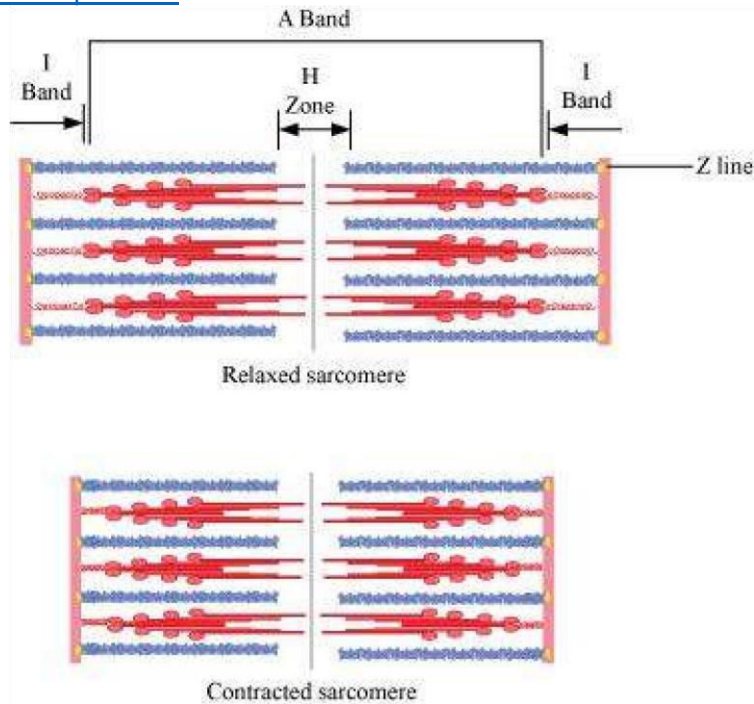 A Band
I
Band
H
Zone
I
Band
Z line
Relaxed sarcomere
Contracted sarcomere